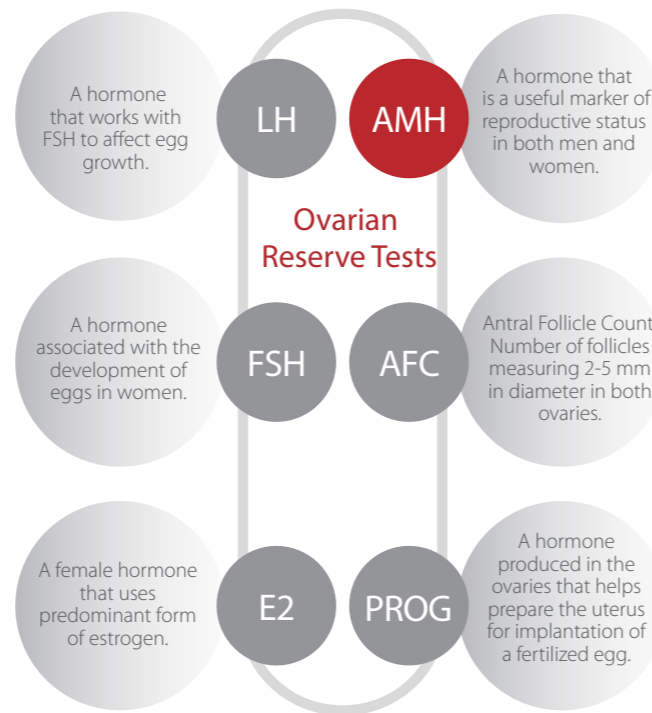 A hormone
that works with
FSH to affect egg
growth.
LH
AMH
A hormone that
is a useful marker of
reproductive status
in both men and
women.
Ovarian
Reserve Tests
A hormone
associated with the
development of
eggs in women.
FSH
AFC
Antral Follicle Count
Number of follicles
measuring 2-5 mm
in diameter in both
ovaries.
A female hormone
that uses
predominant form
of estrogen.
E2
PROG
A hormone
produced in the
ovaries that helps
prepare the uterus
for implantation of
a fertilized egg.